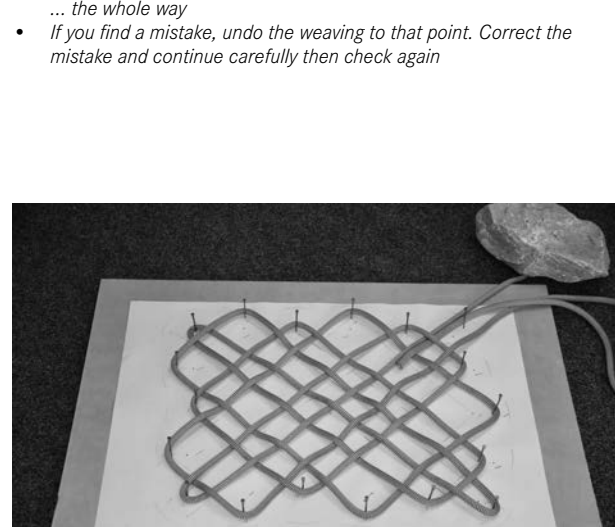 ... the whole way
• If you find a mistake, undo the weaving to that point. Correct the
mistake and continue carefully then check again